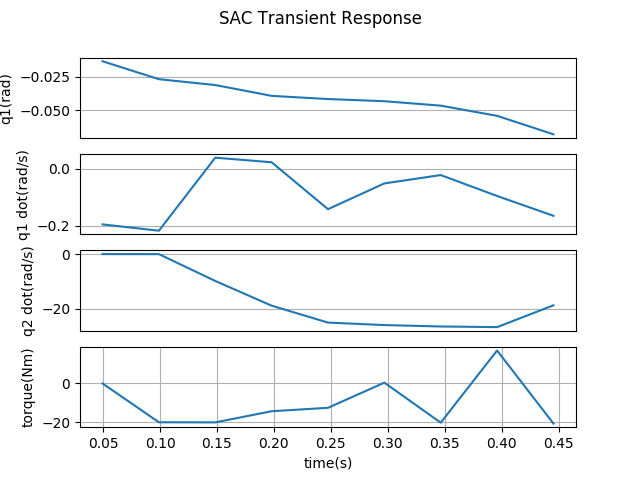 SAC Transient Response
q1(rad)
−0.025
−0.050
q1 dot(rad/s)
0.0
−0.2
q2 dot(rad/s)
0
−20
torque(Nm)
0
−20
0.05 0.10 0.15 0.20 0.25 0.30 0.35 0.40 0.45
time(s)